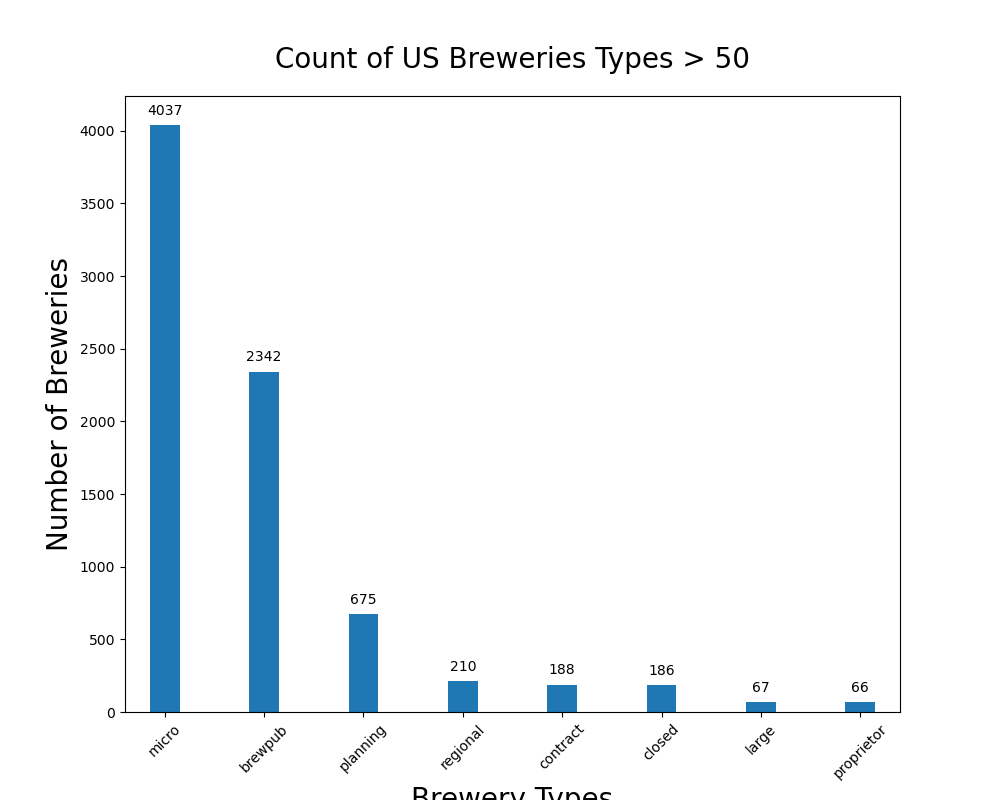 Count of US Breweries Types > 50
Number of Breweries
4000
3500
3000
2500
2000
1500
1000
500
0
4037
2342
675
210
188
186
67
66
micro
brewpub
planning
regional
contract
closed
large
proprietor
Brewery Types